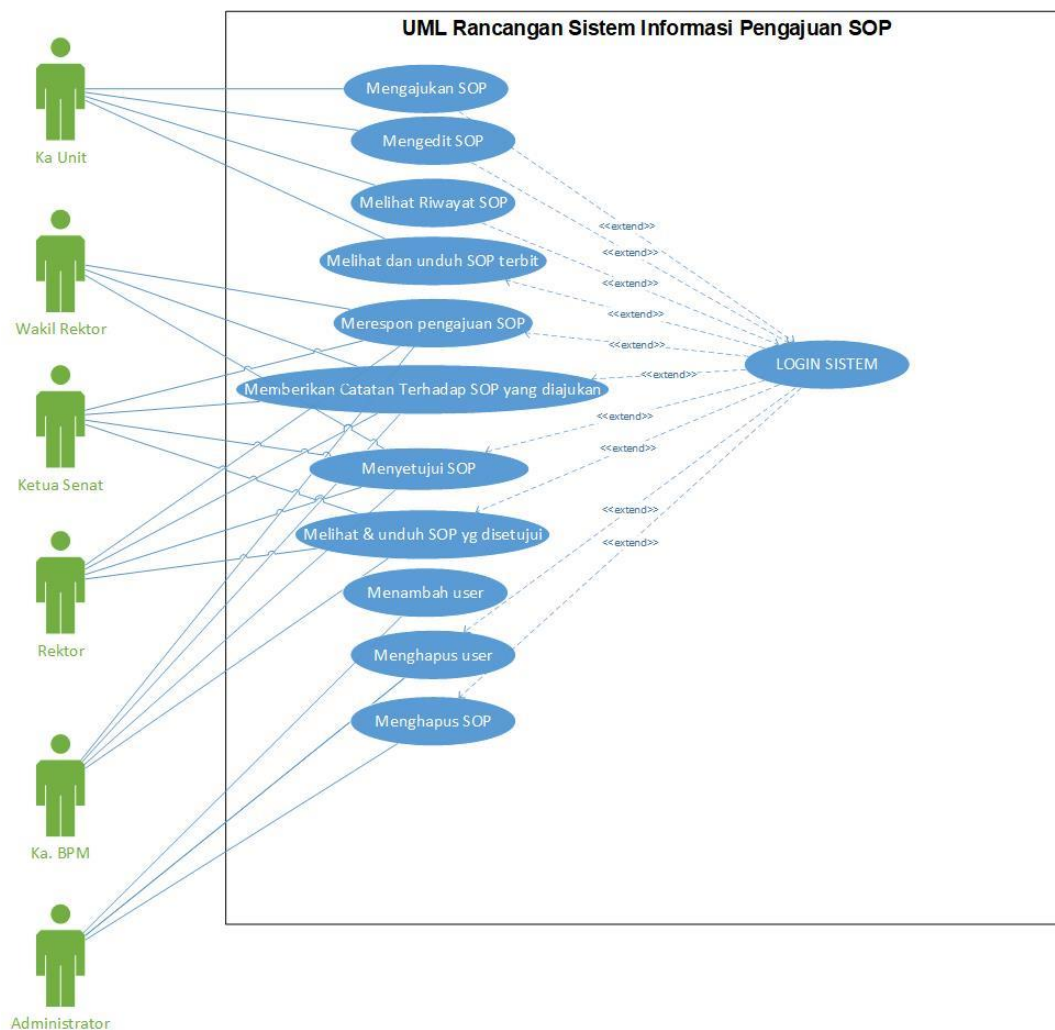 UML Rancangan Sistem Informasi Pengajuan SOP
Ka Unit
Wakil Rektor
Ketua Senat
Rektor
Ka. BPM
Administrator
Mengajukan SOP
Mengedit SOP
Melihat Riwayat SOP
Melihat dan unduh SOP terbit
Merespon pengajuan SOP
Memberikan Catatan Terhadap SOP yang diajukan
Menyetujui SOP
Melihat & unduh SOP yg disetujui
Menambah user
Menghapus user
Menghapus SOP
<<extend>>
<<extend>>
<<extend>>
<<extend>>
<<extend>>
<<extend>>
<<extend>>
<<extend>>
<<extend>>
<<extend>>
LOGIN SISTEM